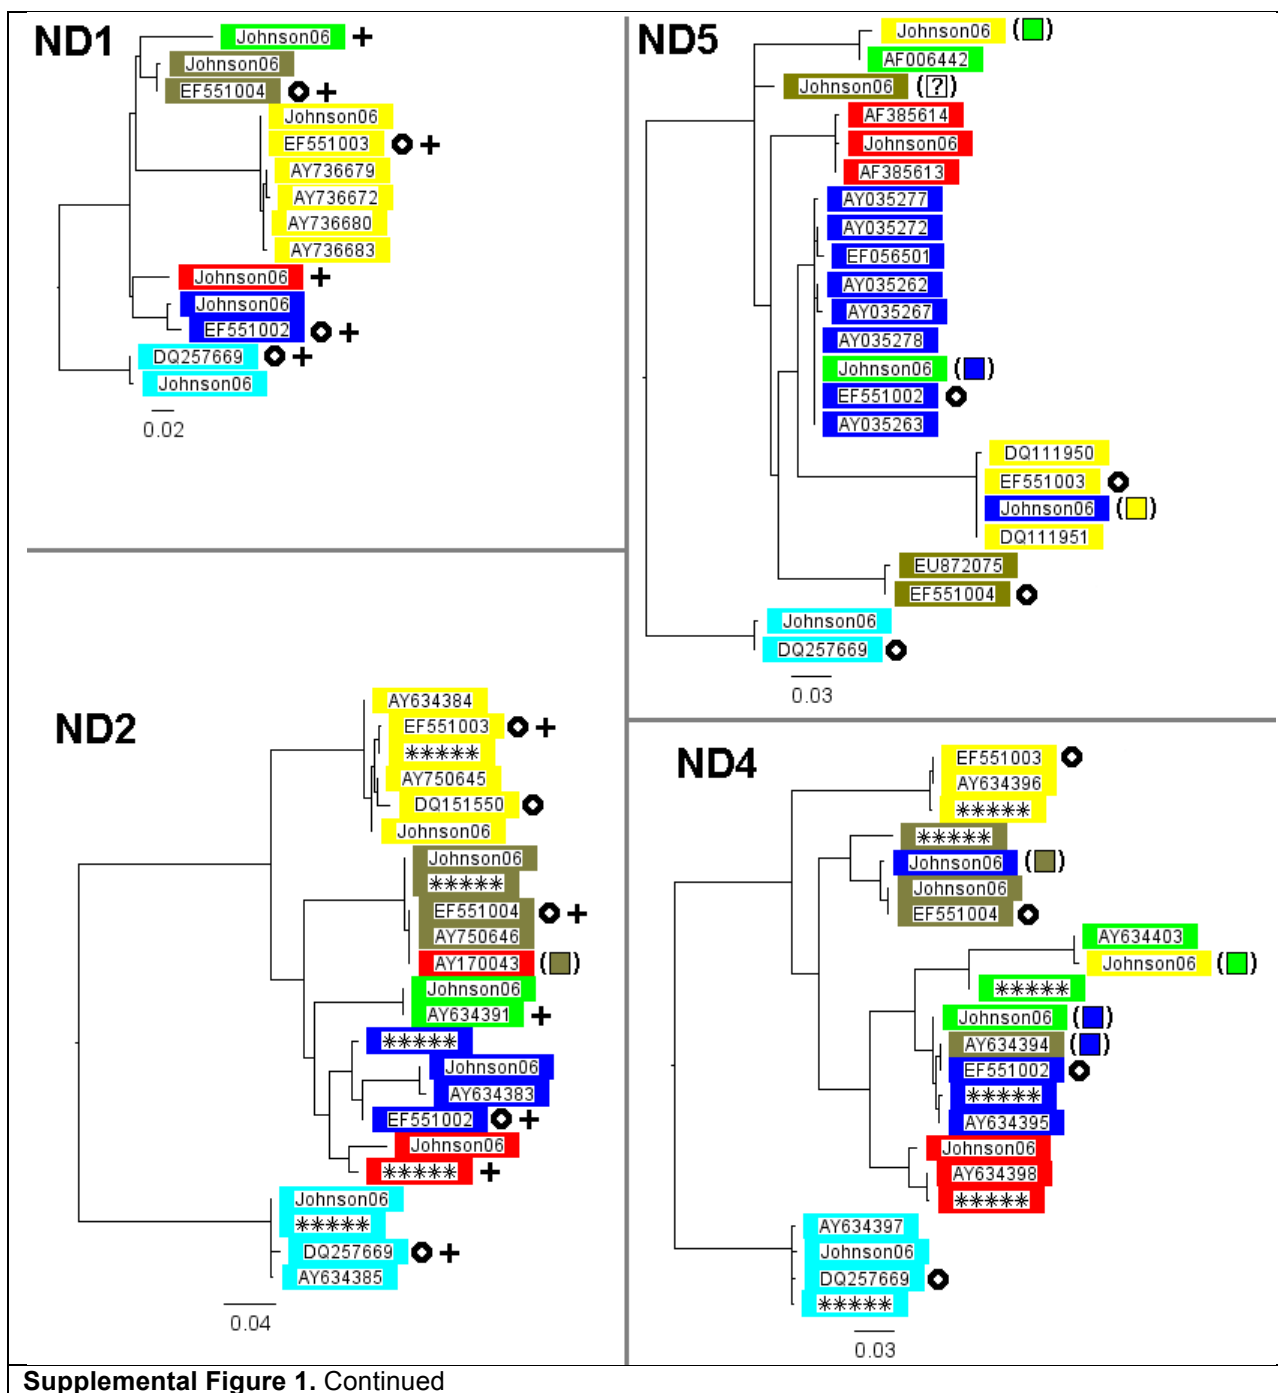 ND1
Johnson06 +
Johnson06
EF551004 +
Johnson06
EF551003 +
AY736679
AY736672
AY736680
AY736683
Johnson06 +
Johnson06
EF551002 +
DQ257669 +
Johnson06
0.02
ND5
Johnson06 ( )
AF006442
Johnson06 (?)
AF385614
Johnson06
AF385613
AY035277
AY035272
EF056501
AY035262
AY035267
AY035278
Johnson06 ( )
EF551002
AY035263
DQ111950
EF551003
Johnson06 ( )
DQ111951
EU872075
EF551004
Johnson06
DQ257669
0.03
ND2
AY634384
EF551003 +
*****
AY750645
DQ151550
Johnson06
Johnson06
*****
EF551004 +
AY750646
AY170043 ( )
Johnson06
AY634391 +
*****
Johnson06
AY634383
EF551002 +
Johnson06
***** +
Johnson06
*****
DQ257669 +
AY634385
0.04
ND4
EF551003
AY634396
*****
*****
Johnson06 ( )
Johnson06
EF551004
AY634403
Johnson06 ( )
*****
Johnson06 ( )
AY634394 ( )
EF551002
*****
AY634395
Johnson06
AY634398
*****
AY634397
Johnson06
DQ257669
*****
0.03
Supplemental Figure 1. Continued